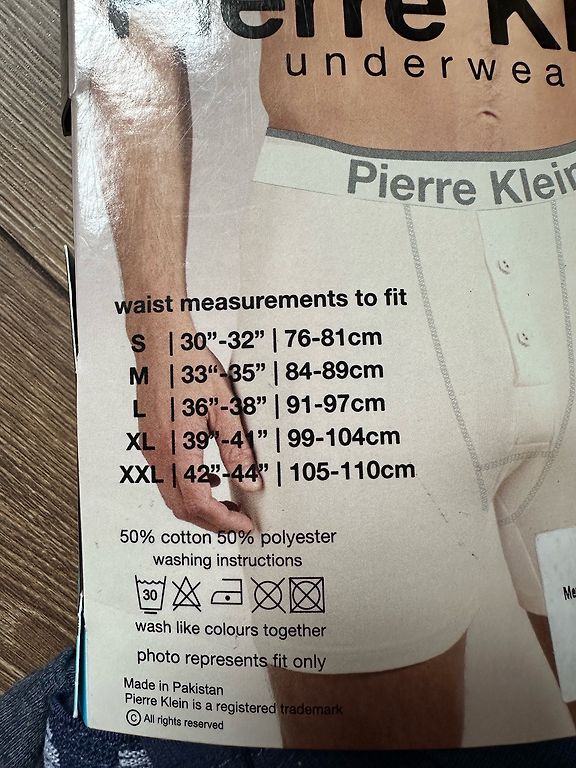 underwea
Pierre Klein
waist measurements to fit
S | 30”-32” | 76-81cm
M | 33“-35” | 84-89cm
L | 36”-38” | 91-97cm
XL | 39”-41” | 99-104cm
XXL | 42”-44” | 105-110cm
50% cotton 50% polyester
washing instructions
30
wash like colours together
photo represents fit only
Made in Pakistan
Pierre Klein is a registered trademark
© All rights reserved